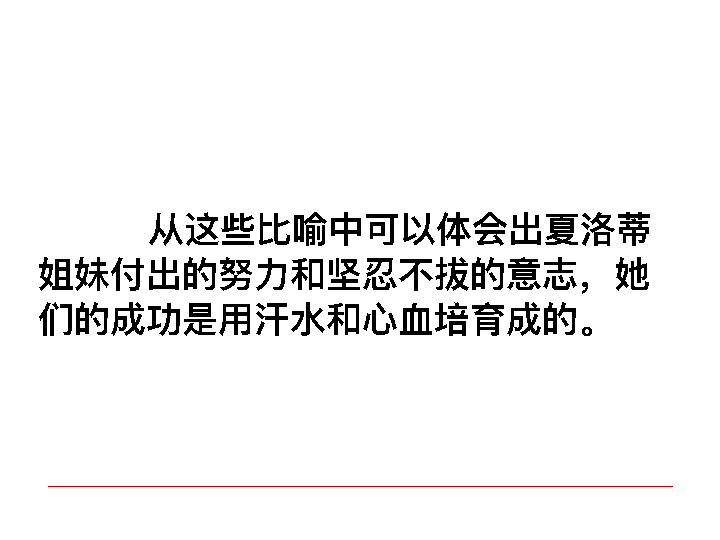 从这些比喻中可以体会出夏洛蒂
姐妹付出的努力和坚忍不拔的意志，她
们的成功是用汗水和心血培育成的。